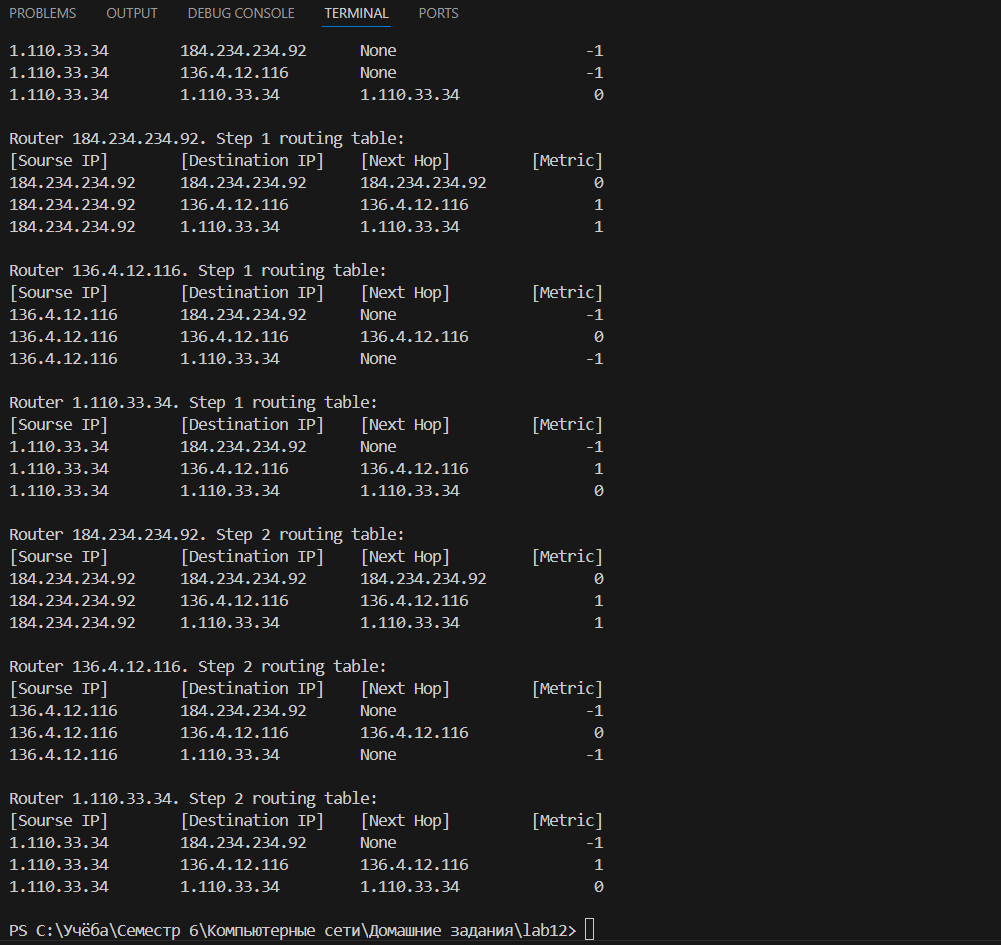 PROBLEMS OUTPUT DEBUG CONSOLE TERMINAL PORTS
1.110.33.34 184.234.234.92 None -1
1.110.33.34 136.4.12.116 None -1
1.110.33.34 1.110.33.34 1.110.33.34 0
Router 184.234.234.92. Step 1 routing table:
[Sourse IP] [Destination IP] [Next Hop] [Metric]
184.234.234.92 184.234.234.92 184.234.234.92 0
184.234.234.92 136.4.12.116 136.4.12.116 1
184.234.234.92 1.110.33.34 1.110.33.34 1
Router 136.4.12.116. Step 1 routing table:
[Sourse IP] [Destination IP] [Next Hop] [Metric]
136.4.12.116 184.234.234.92 None -1
136.4.12.116 136.4.12.116 136.4.12.116 0
136.4.12.116 1.110.33.34 None -1
Router 1.110.33.34. Step 1 routing table:
[Sourse IP] [Destination IP] [Next Hop] [Metric]
1.110.33.34 184.234.234.92 None -1
1.110.33.34 136.4.12.116 136.4.12.116 1
1.110.33.34 1.110.33.34 1.110.33.34 0
Router 184.234.234.92. Step 2 routing table:
[Sourse IP] [Destination IP] [Next Hop] [Metric]
184.234.234.92 184.234.234.92 184.234.234.92 0
184.234.234.92 136.4.12.116 136.4.12.116 1
184.234.234.92 1.110.33.34 1.110.33.34 1
Router 136.4.12.116. Step 2 routing table:
[Sourse IP] [Destination IP] [Next Hop] [Metric]
136.4.12.116 184.234.234.92 None -1
136.4.12.116 136.4.12.116 136.4.12.116 0
136.4.12.116 1.110.33.34 None -1
Router 1.110.33.34. Step 2 routing table:
[Sourse IP] [Destination IP] [Next Hop] [Metric]
1.110.33.34 184.234.234.92 None -1
1.110.33.34 136.4.12.116 136.4.12.116 1
1.110.33.34 1.110.33.34 1.110.33.34 0
PS C:\Учёба\Семестр 6\Компьютерные сети\Домашние задания\lab12>